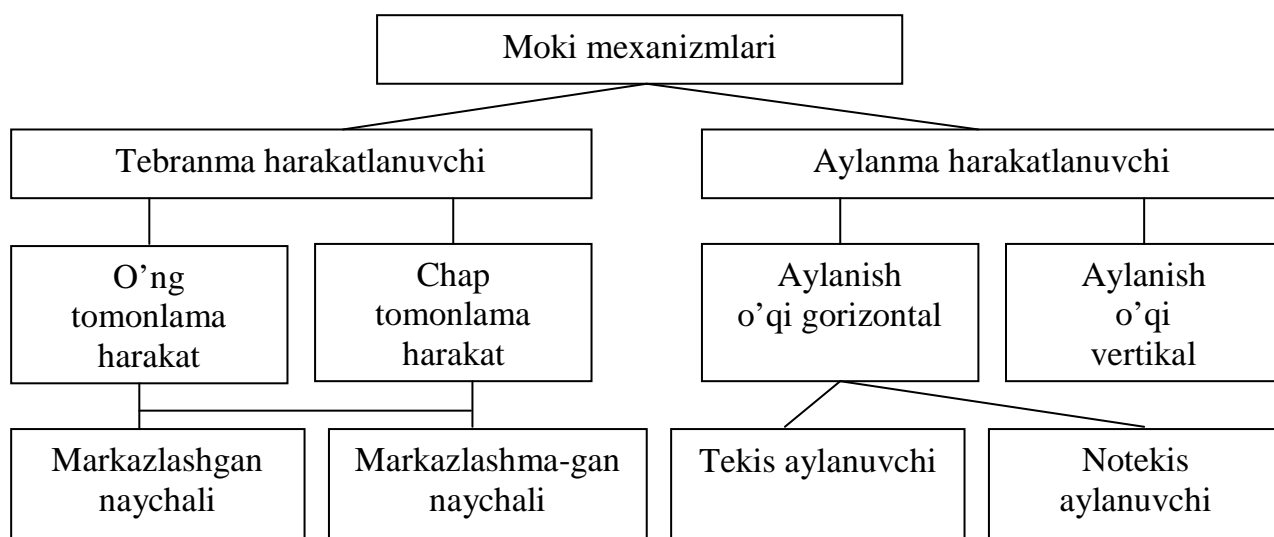 Moki mexanizmlari
Tebranma harakatlanuvchi
Aylanma harakatlanuvchi
O’ng
tomonlama
harakat
Chap
tomonlama
harakat
Aylanish
o’qi gorizontal
Aylanish
o’qi
vertikal
Markazlashgan
naychali
Markazlashma-gan
naychali
Tekis aylanuvchi
Notekis
aylanuvchi